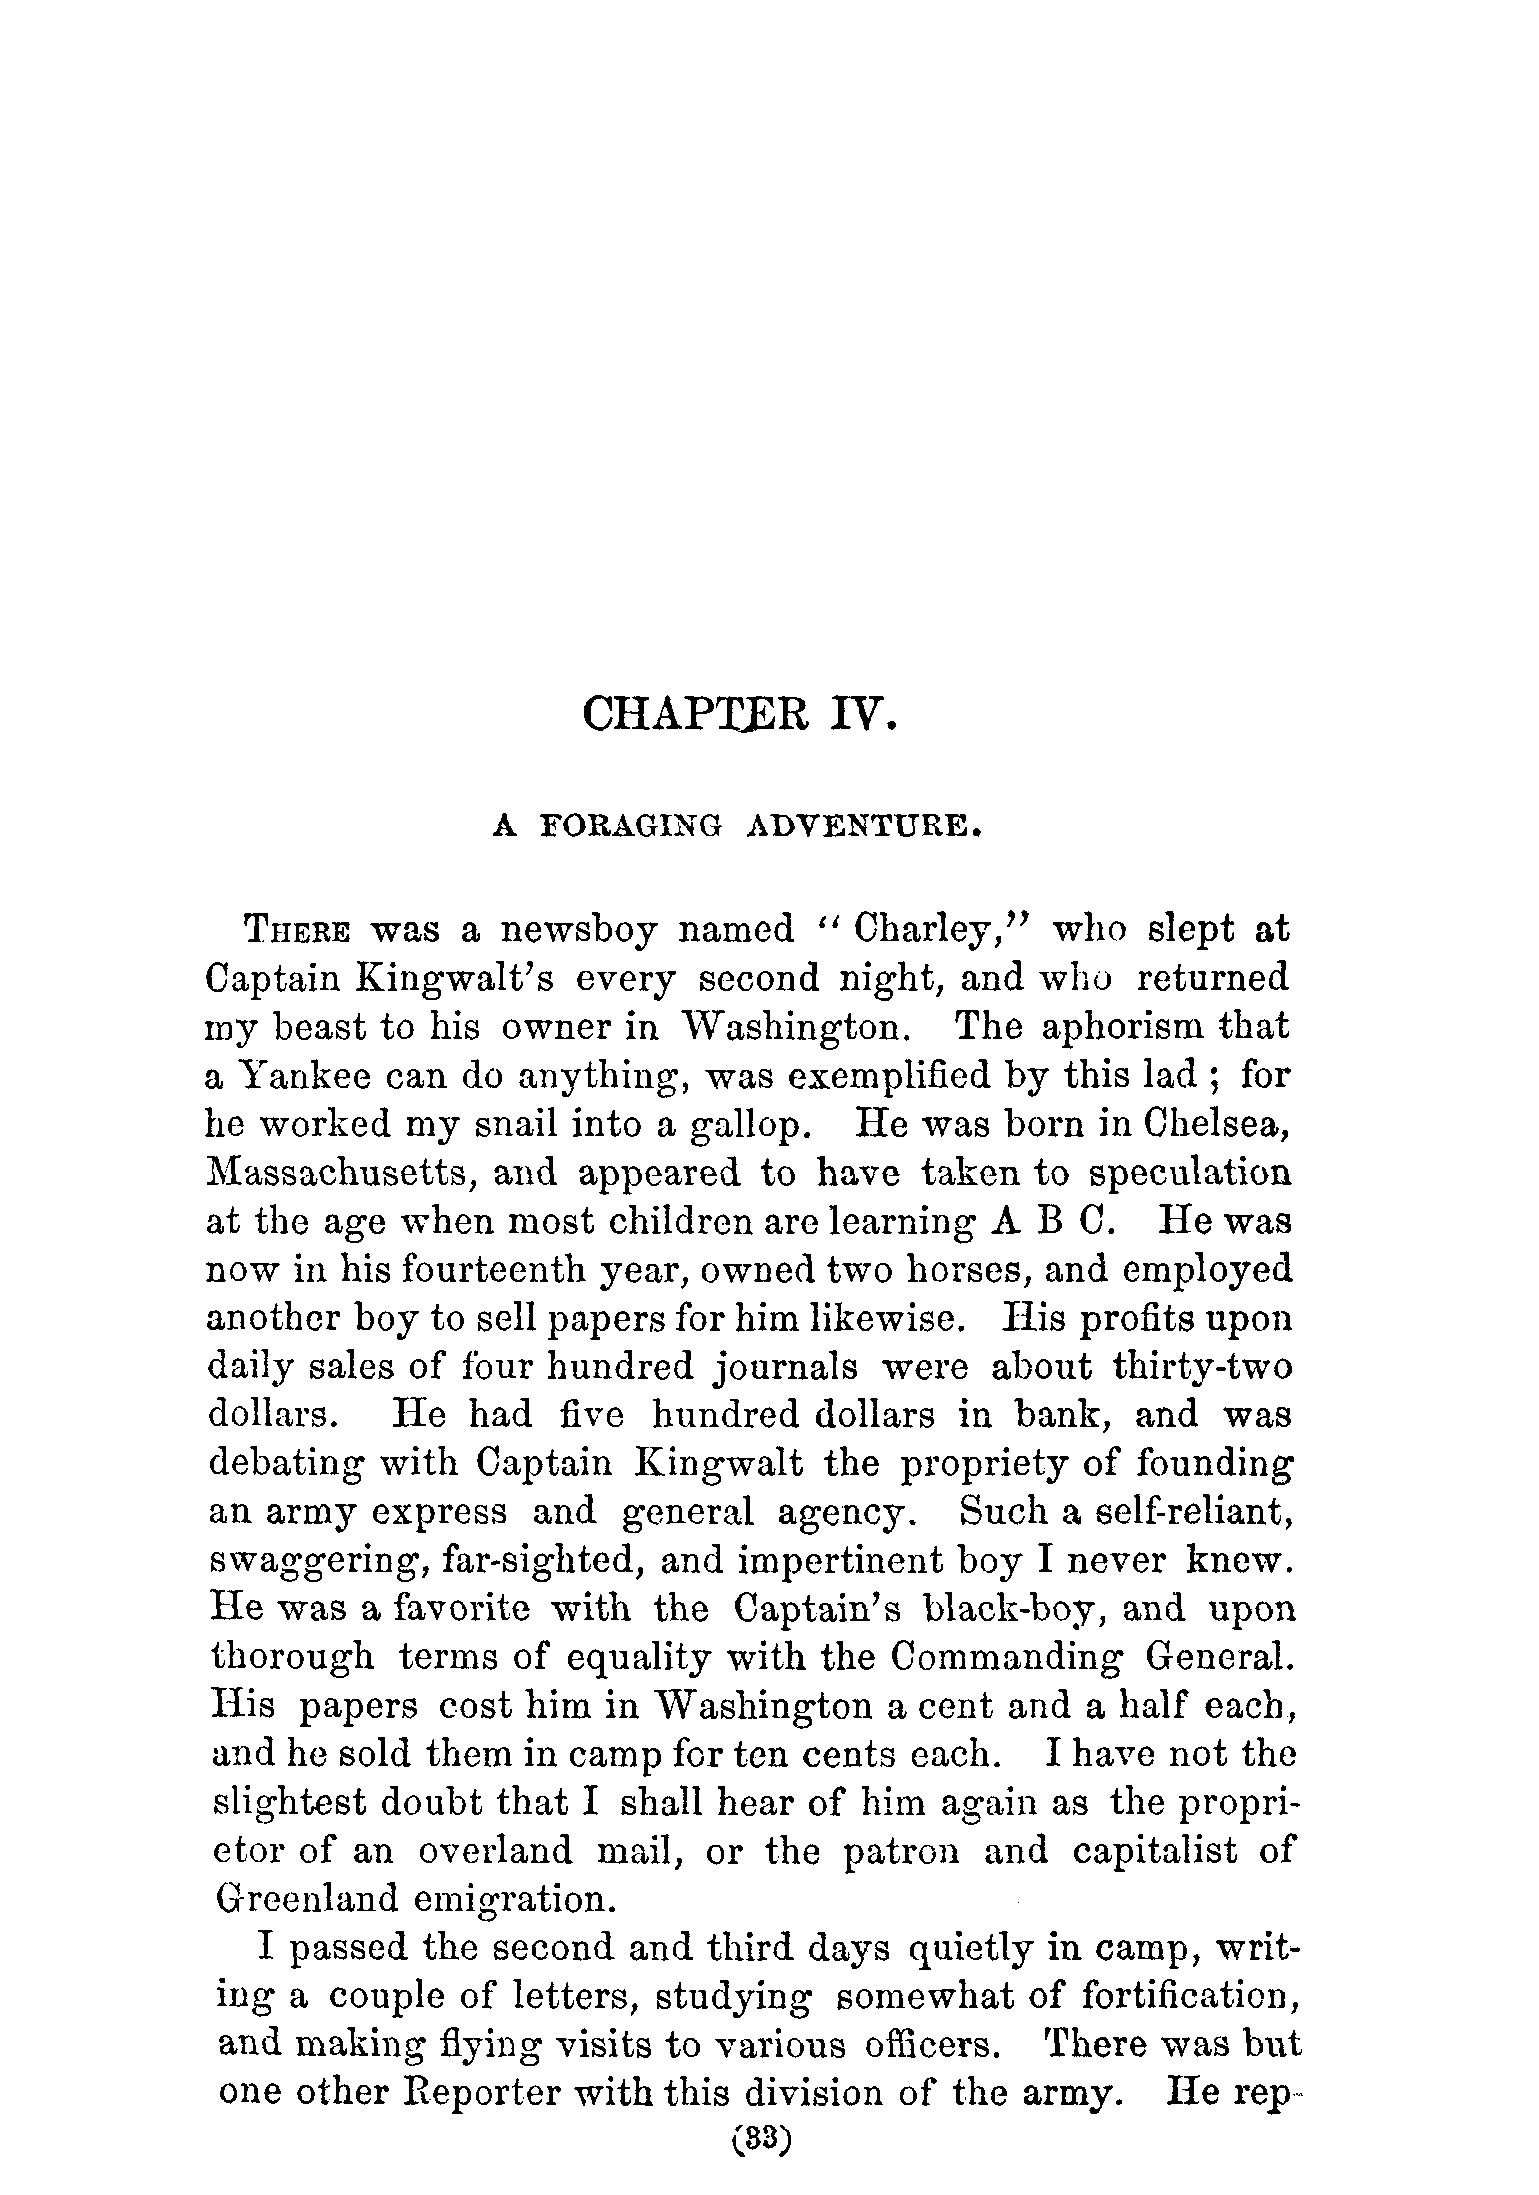 CHAPTER IV.
A FORAGING ADVENTURE.
THERE was a newsboy named “ Charley,” who slept at
Captain Kingwalt’s every second night, and who returned
my beast to his owner in Washington. The aphorism that
a Yankee can do anything, was exemplified by this lad ; for
he worked my snail into a gallop. He was born in Chelsea,
Massachusetts, and appeared to have taken to speculation
at the age when most children are learning A B C. He was
now in his fourteenth year, owned two horses, and employed
another boy to sell papers for him likewise. His profits upon
daily sales of four hundred journals were about thirty-two
dollars. He had five hundred dollars in bank, and was
debating with Captain Kingwalt the propriety of founding
an army express and general agency. Such a self-reliant,
swaggering, far-sighted, and impertinent boy I never knew.
He was a favorite with the Captain’s black-boy, and upon
thorough terms of equality with the Commanding General.
His papers cost him in Washington a cent and a half each,
and he sold them in camp for ten cents each. I have not the
slightest doubt that I shall hear of him again as the propri-
etor of an overland mail, or the patron and capitalist of
Greenland emigration.
I passed the second and third days quietly in camp, writ-
ing a couple of letters, studying somewhat of fortification,
and making flying visits to various officers. There was but
one other Reporter with this division of the army. He rep-
(33)